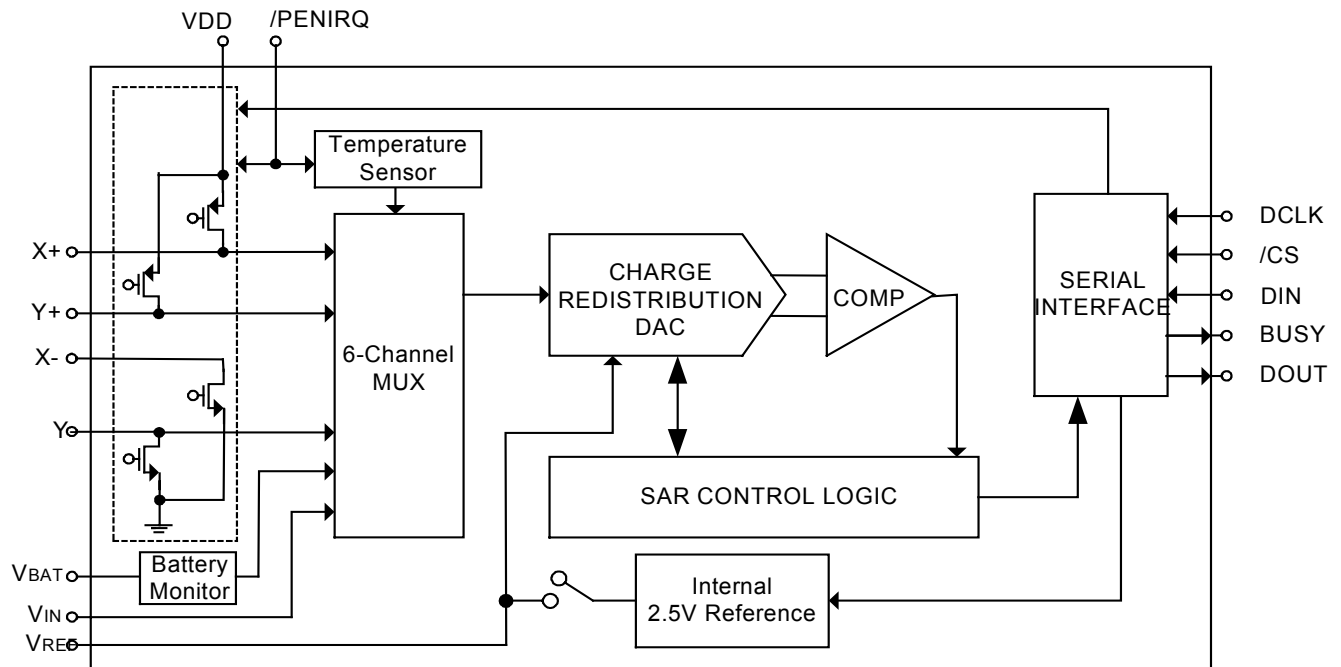 VDD
/PENIRQ
Temperature
Sensor
X+
Y+
X-
Y
6-Channel
MUX
CHARGE
REDISTRIBUTION
DAC
COMP
SERIAL
INTERFACE
DCLK
/CS
DIN
BUSY
DOUT
SAR CONTROL LOGIC
VBAT
Battery
Monitor
VIN
VREF
Internal
2.5V Reference